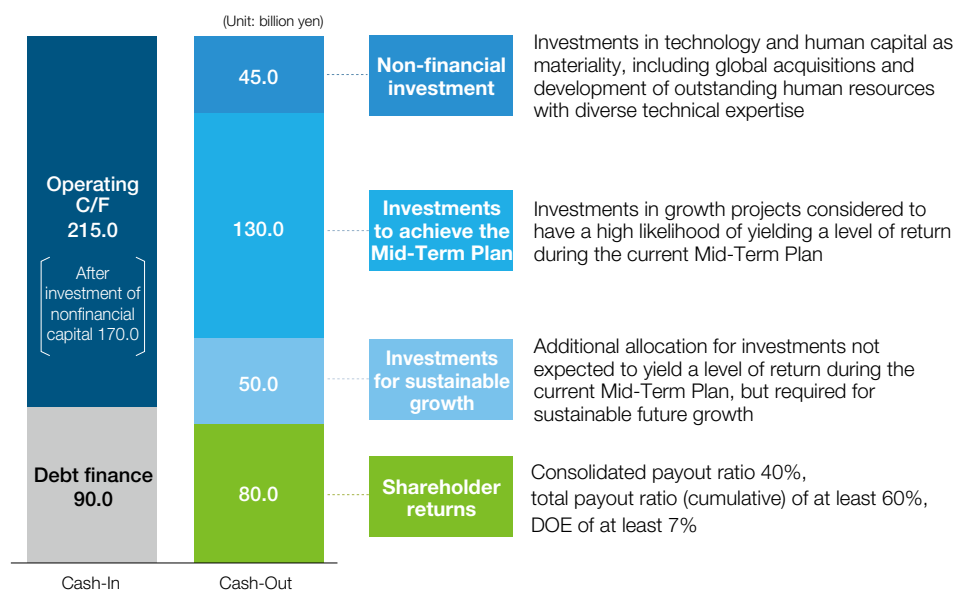 (Unit: billion yen)
Operating
C/F
215.0
After
investment of
nonfinancial
capital 170.0
Debt finance
90.0
Cash-In
45.0
130.0
50.0
80.0
Cash-Out
Non-financial
investment
Investments in technology and human capital as
materiality, including global acquisitions and
development of outstanding human resources
with diverse technical expertise
Investments
to achieve the
Mid-Term Plan
Investments in growth projects considered to
have a high likelihood of yielding a level of return
during the current Mid-Term Plan
Investments
for sustainable
growth
Additional allocation for investments not
expected to yield a level of return during the
current Mid-Term Plan, but required for
sustainable future growth
Shareholder
returns
Consolidated payout ratio 40%,
total payout ratio (cumulative) of at least 60%,
DOE of at least 7%